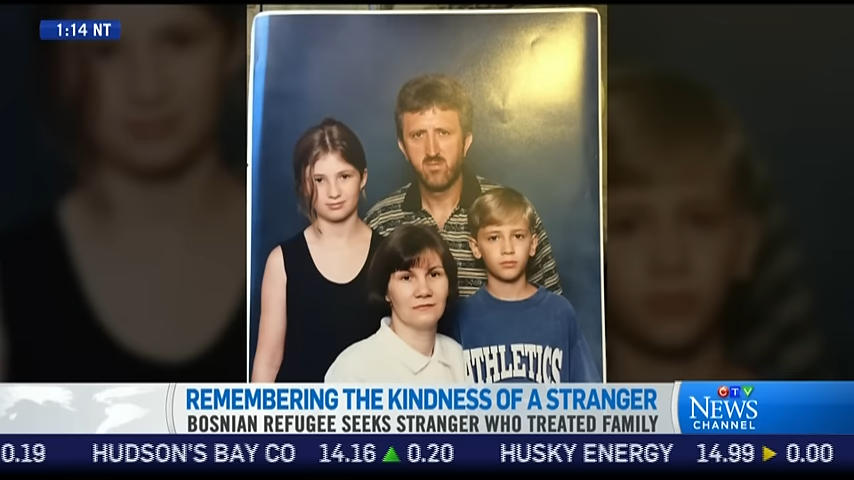 1:14 NT
ATHLETICS
REMEMBERING THE KINDNESS OF A STRANGER
BOSNIAN REFUGEE SEEKS STRANGER WHO TREATED FAMILY
CTV
NEWS
CHANNEL
0.19 HUDSON'S BAY CO 14.16 ▲ 0.20 HUSKY ENERGY 14.99 ► 0.00